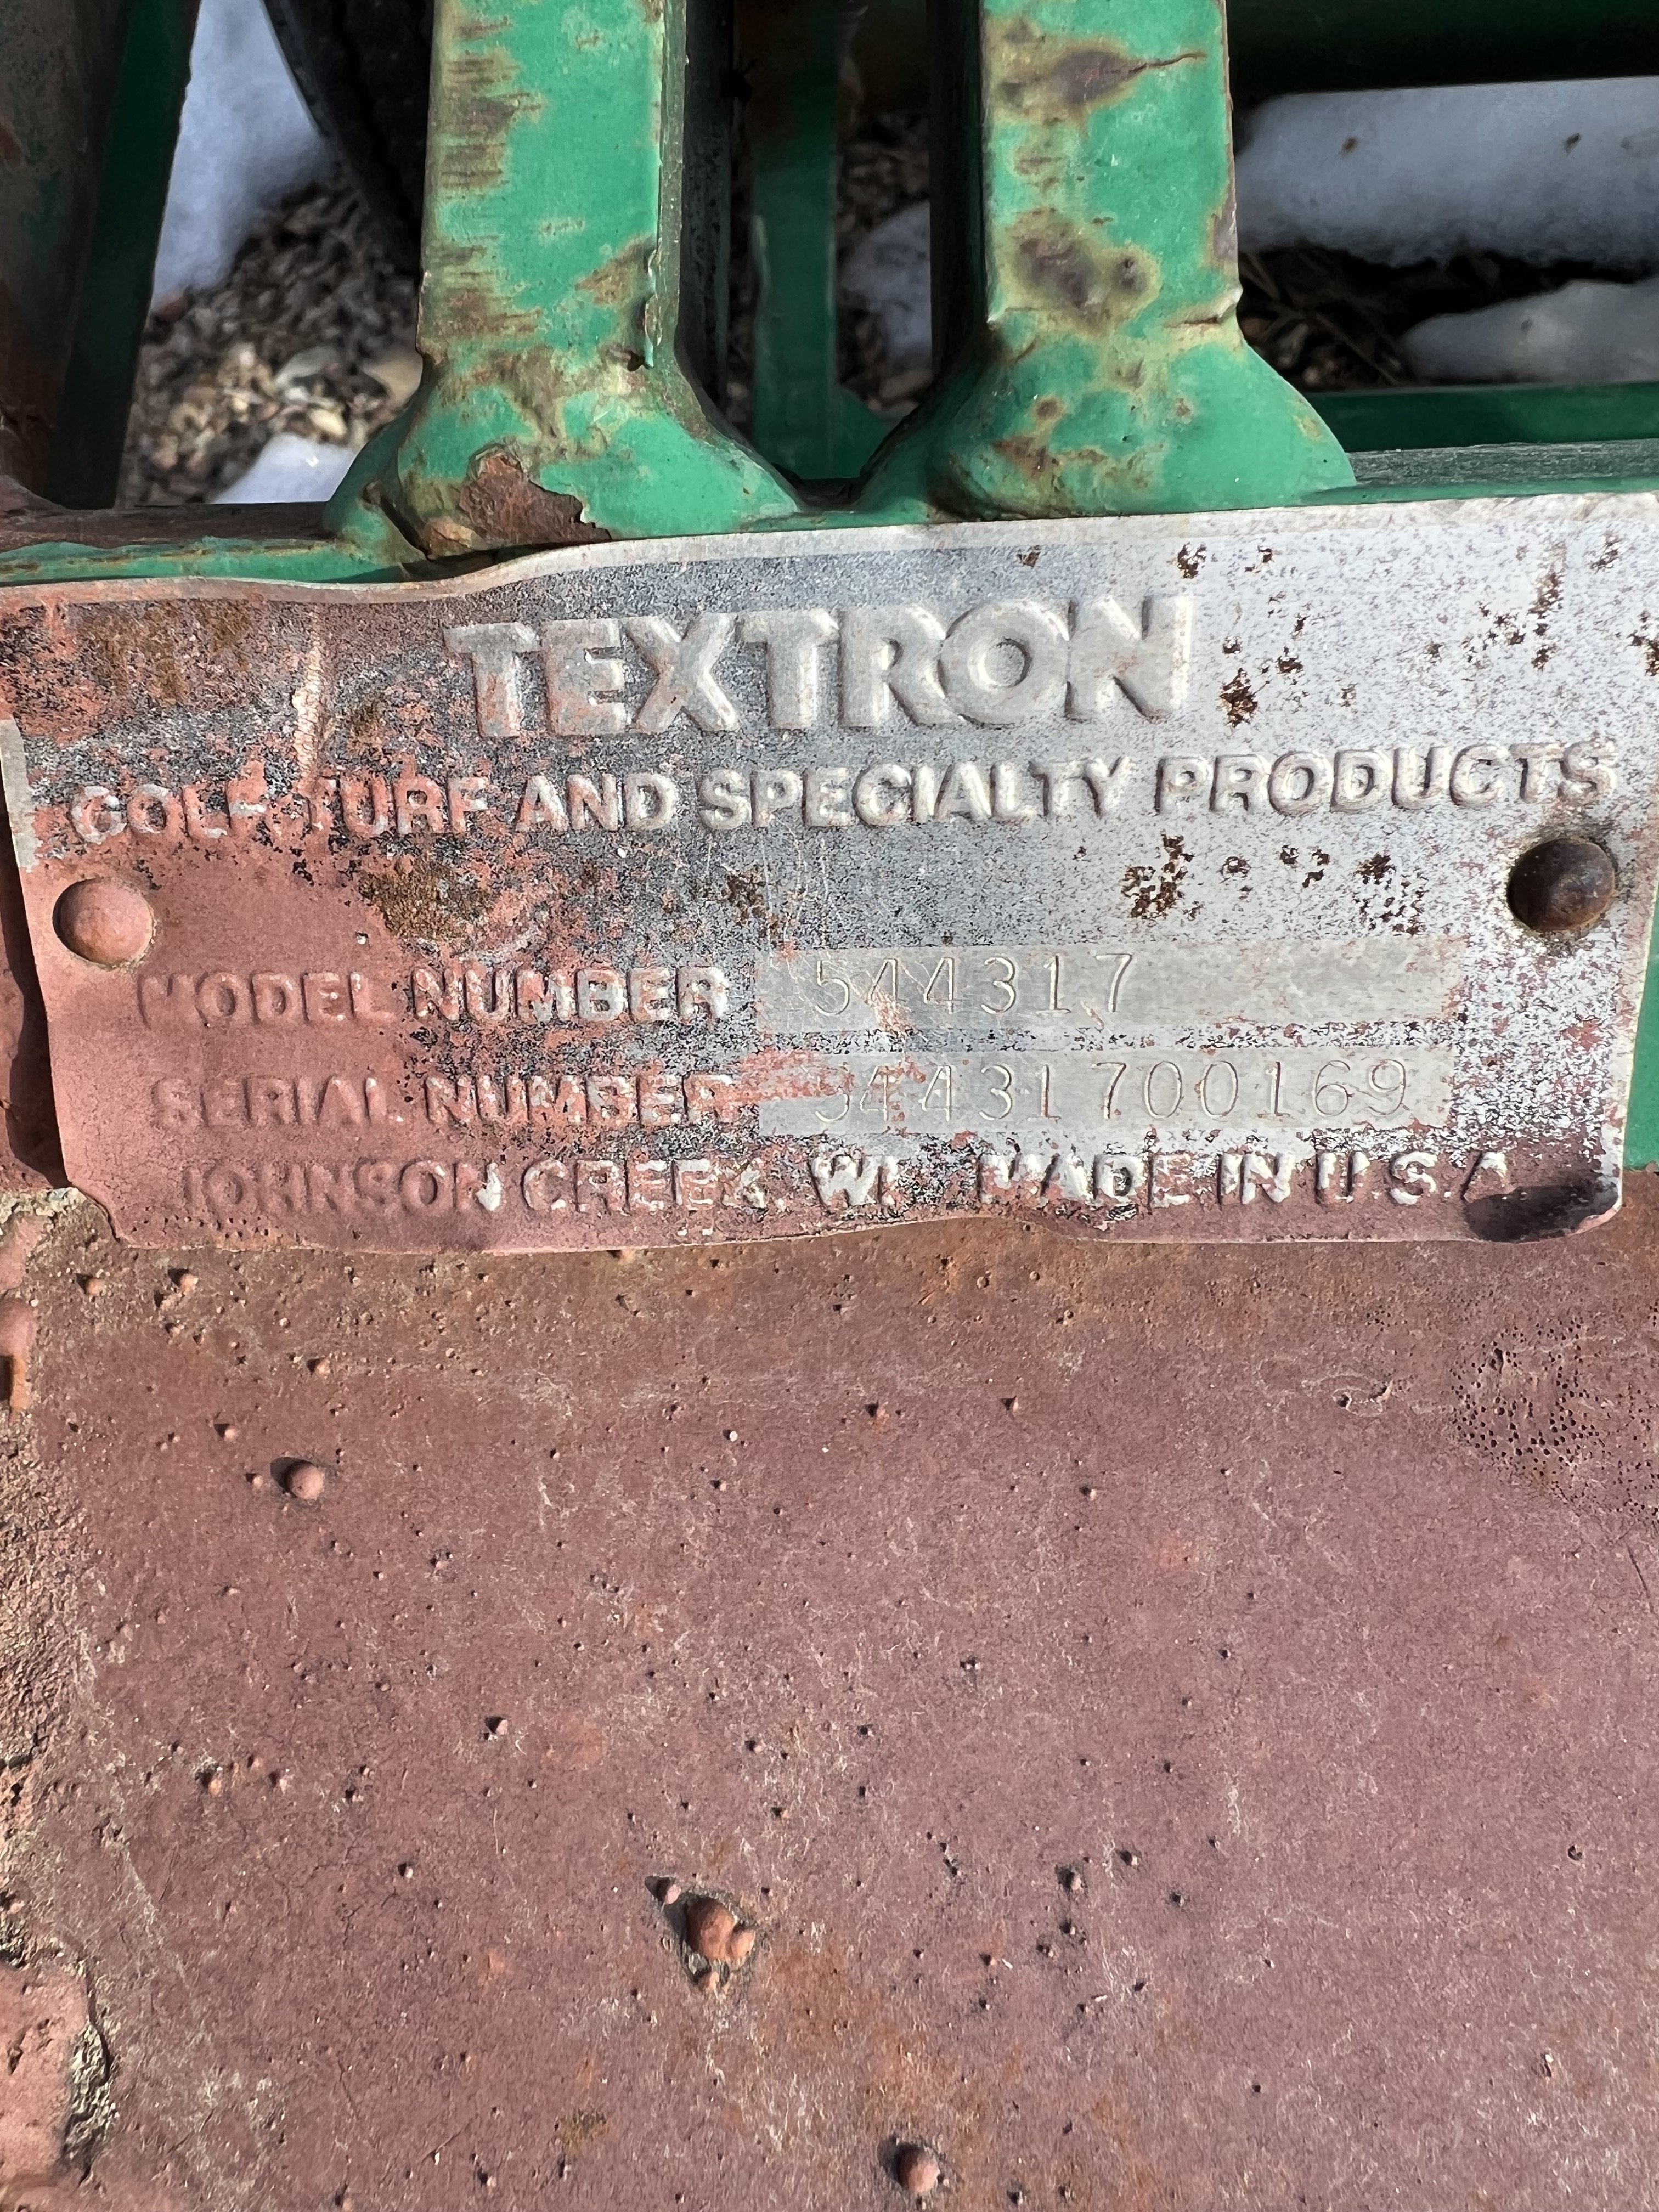 TEXTRON
GOLF, TURF AND SPECIALTY PRODUCTS
MODEL NUMBER 544317
SERIAL NUMBER 54431700169
JOHNSON CREEK, WI. MADE IN U.S.A.